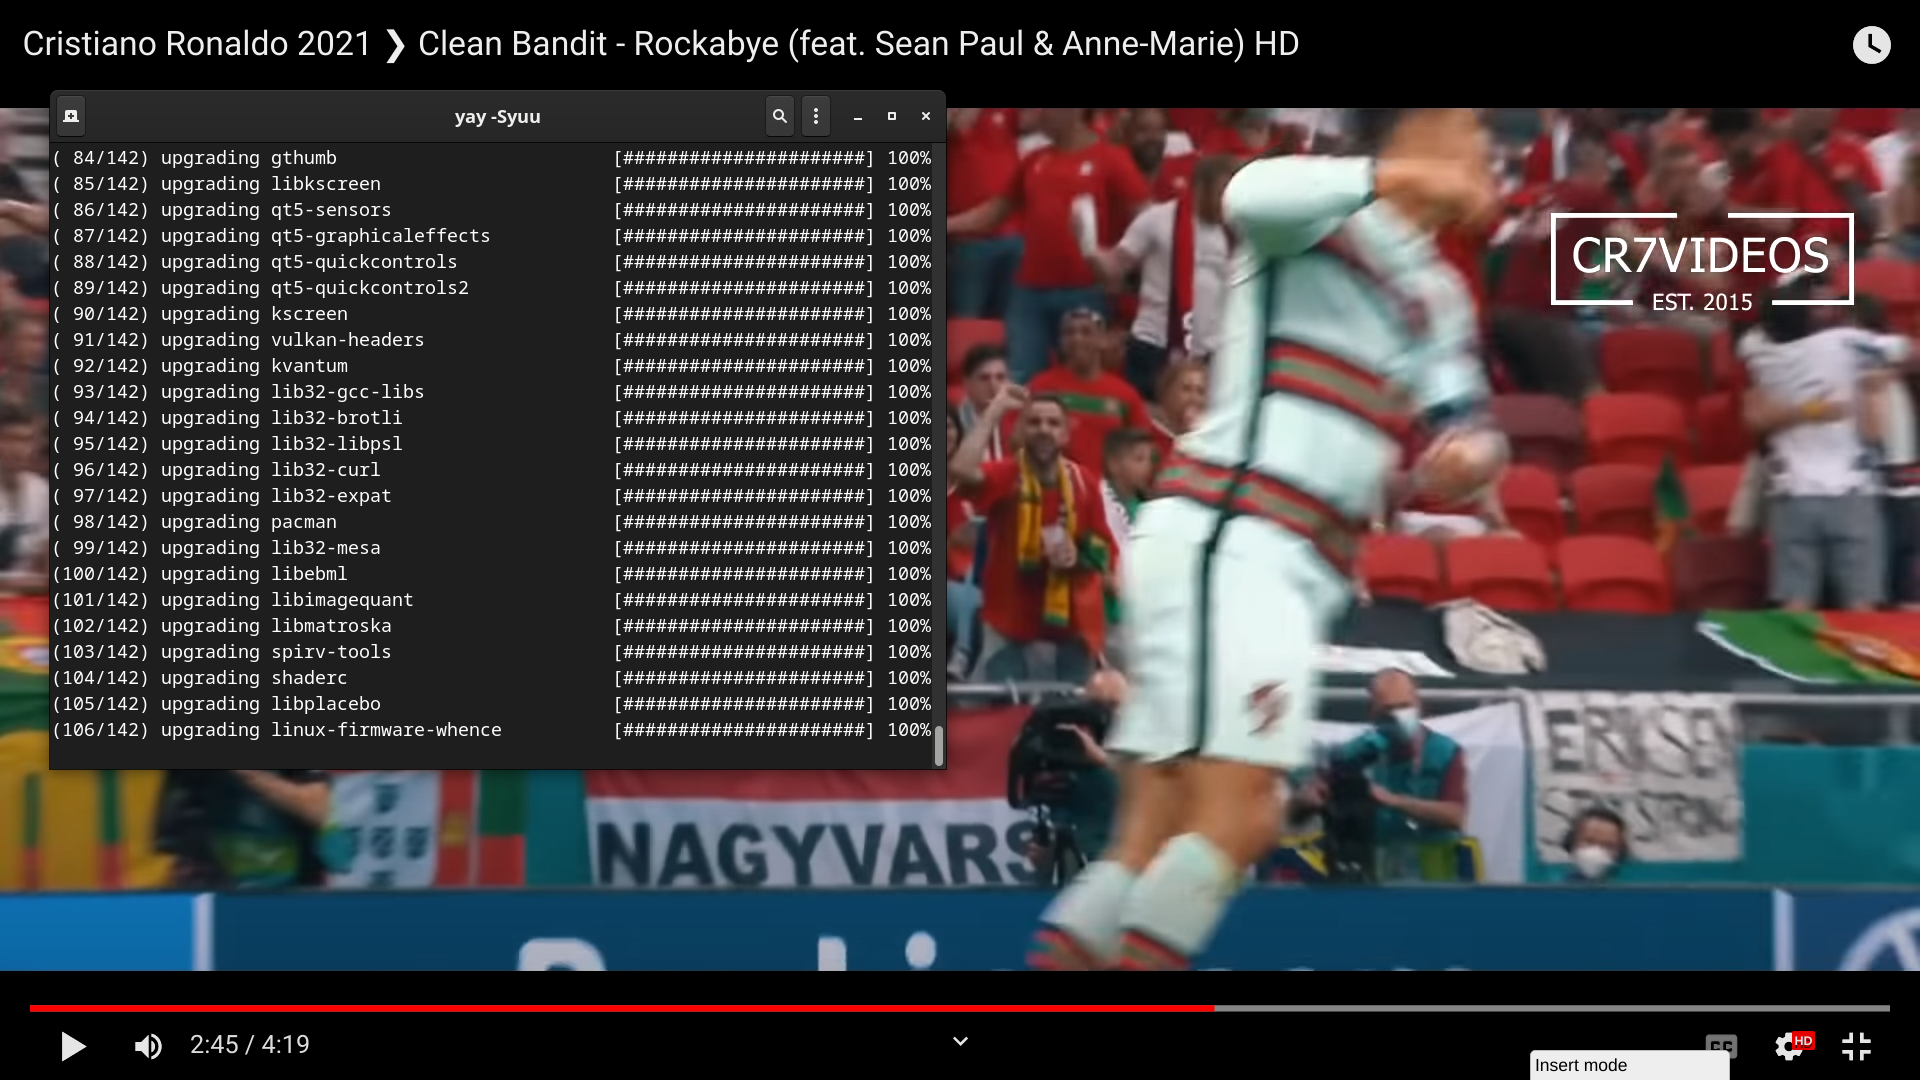 Cristiano Ronaldo 2021 ❯ Clean Bandit - Rockabye (feat. Sean Paul & Anne-Marie) HD
yay -Syuu
( 84/142) upgrading gthumb [######################] 100%
( 85/142) upgrading libkscreen [######################] 100%
( 86/142) upgrading qt5-sensors [######################] 100%
( 87/142) upgrading qt5-graphicaleffects [######################] 100%
( 88/142) upgrading qt5-quickcontrols [######################] 100%
( 89/142) upgrading qt5-quickcontrols2 [######################] 100%
( 90/142) upgrading kscreen [######################] 100%
( 91/142) upgrading vulkan-headers [######################] 100%
( 92/142) upgrading kvantum [######################] 100%
( 93/142) upgrading lib32-gcc-libs [######################] 100%
( 94/142) upgrading lib32-brotli [######################] 100%
( 95/142) upgrading lib32-libpsl [######################] 100%
( 96/142) upgrading lib32-curl [######################] 100%
( 97/142) upgrading lib32-expat [######################] 100%
( 98/142) upgrading pacman [######################] 100%
( 99/142) upgrading lib32-mesa [######################] 100%
(100/142) upgrading libebml [######################] 100%
(101/142) upgrading libimagequant [######################] 100%
(102/142) upgrading libmatroska [######################] 100%
(103/142) upgrading spirv-tools [######################] 100%
(104/142) upgrading shaderc [######################] 100%
(105/142) upgrading libplacebo [######################] 100%
(106/142) upgrading linux-firmware-whence [######################] 100%
CR7VIDEOS
EST. 2015
STAY STRONG
NAGYVARS
2:45 / 4:19
CC
HD
Insert mode